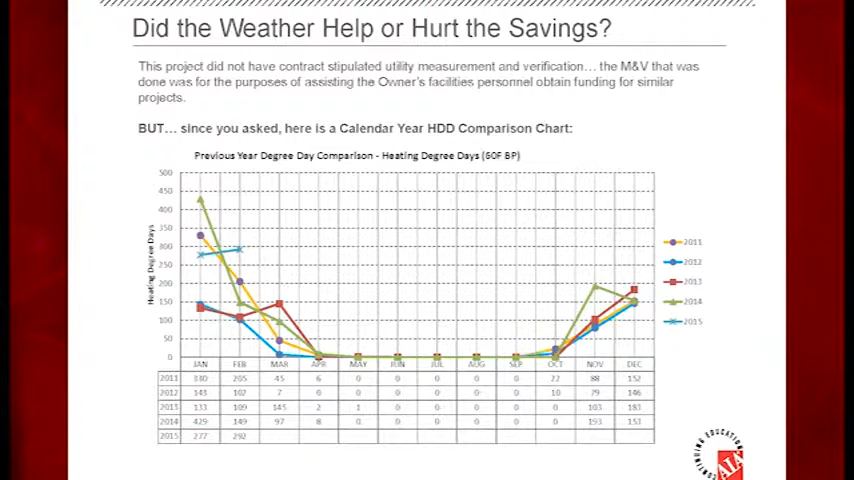 Did the Weather Help or Hurt the Savings?
This project did not have contract stipulated utility measurement and verification… the M&V that was
done was for the purposes of assisting the Owner's facilities personnel obtain funding for similar
projects.
BUT… since you asked, here is a Calendar Year HDD Comparison Chart:
Previous Year Degree Day Comparison - Heating Degree Days (60F BP)
Heating Degree Days
500
450
400
350
300
250
200
150
100
50
0
2011
2012
2013
2014
2015
JAN FEB MAR APR MAY JUN JUL AUG SEP OCT NOV DEC
2011 330 205 45 6 0 0 0 0 0 22 88 152
2012 143 102 7 0 0 0 0 0 0 10 79 146
2013 133 109 145 2 1 0 0 0 0 0 103 183
2014 429 149 97 8 0 0 0 0 0 0 193 153
2015 277 292
CONTINUING EDUCATION
AIA